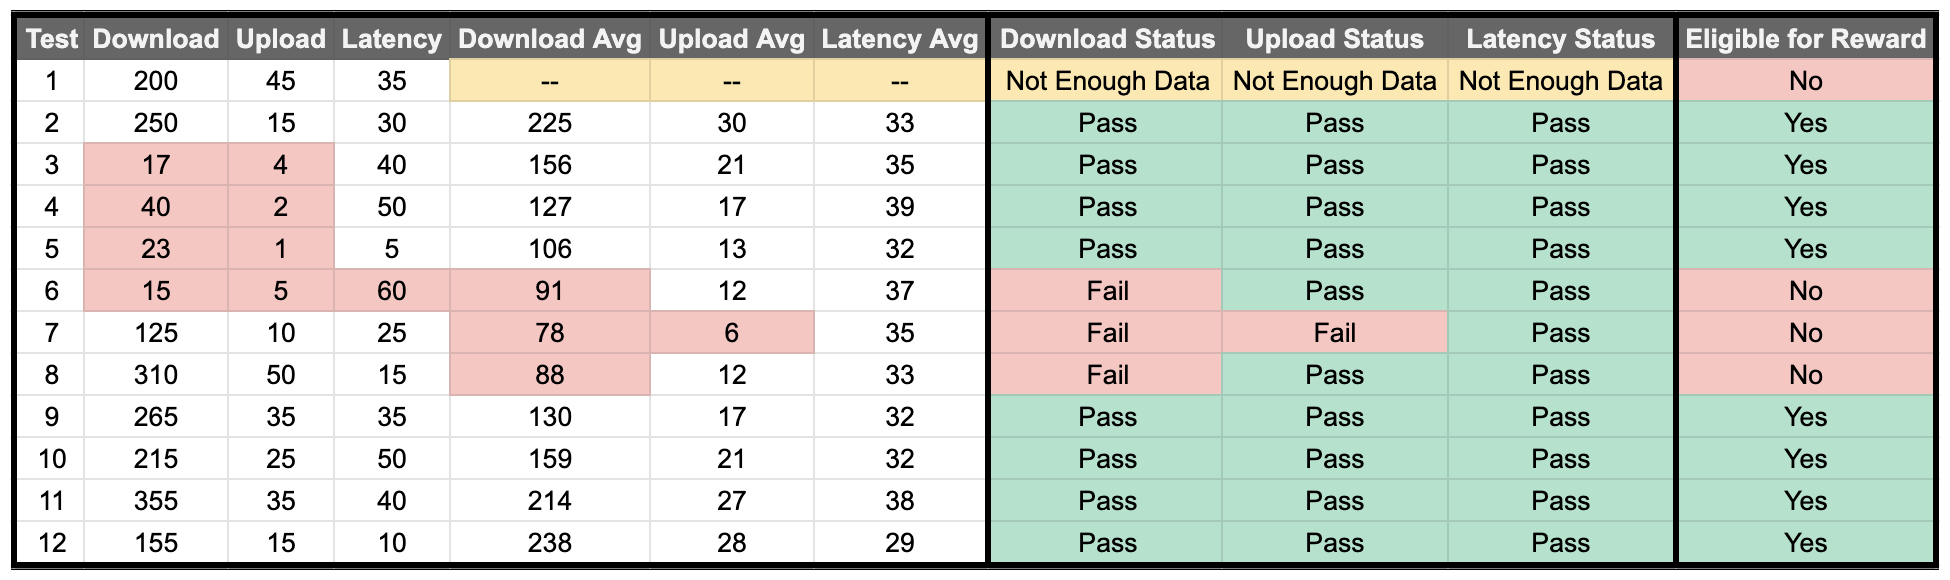 Test Download Upload Latency Download Avg Upload Avg Latency Avg Download Status Upload Status Latency Status Eligible for Reward
1 200 45 35 -- -- -- Not Enough Data Not Enough Data Not Enough Data No
2 250 15 30 225 30 33 Pass Pass Pass Yes
3 17 4 40 156 21 35 Pass Pass Pass Yes
4 40 2 50 127 17 39 Pass Pass Pass Yes
5 23 1 5 106 13 32 Pass Pass Pass Yes
6 15 5 60 91 12 37 Fail Pass Pass No
7 125 10 25 78 6 35 Fail Fail Pass No
8 310 50 15 88 12 33 Fail Pass Pass No
9 265 35 35 130 17 32 Pass Pass Pass Yes
10 215 25 50 159 21 32 Pass Pass Pass Yes
11 355 35 40 214 27 38 Pass Pass Pass Yes
12 155 15 10 238 28 29 Pass Pass Pass Yes